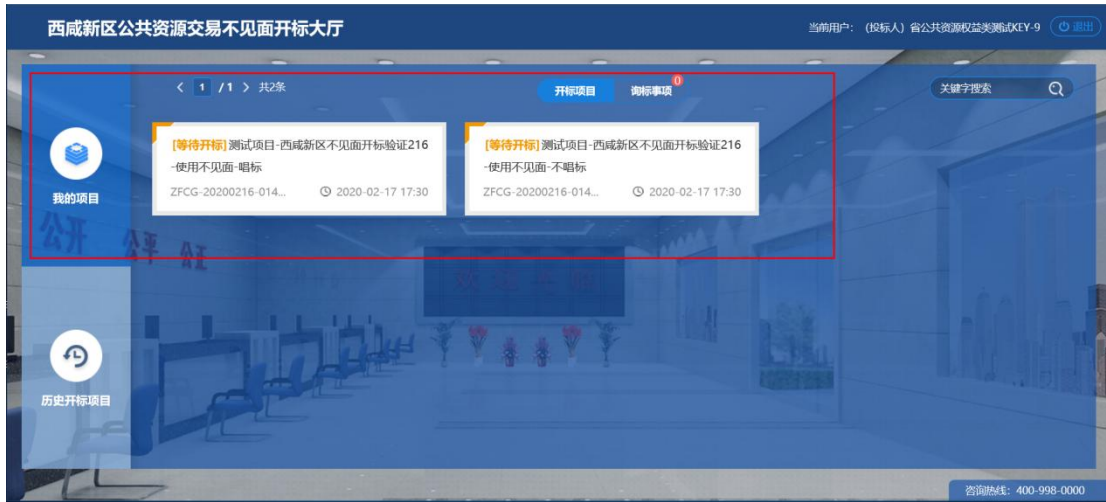 西咸新区公共资源交易不见面开标大厅
当前用户： (投标人) 省公共资源权益类测试KEY-9 退出
< 1 / 1 > 共2条
开标项目 询标事项 0
关键字搜索
[等待开标] 测试项目-西咸新区不见面开标验证216
-使用不见面-唱标
ZFCG-20200216-014... 2020-02-17 17:30
[等待开标] 测试项目-西咸新区不见面开标验证216
-使用不见面-不唱标
ZFCG-20200216-014... 2020-02-17 17:30
我的项目
公开 公平 公正
历史开标项目
咨询热线：400-998-0000